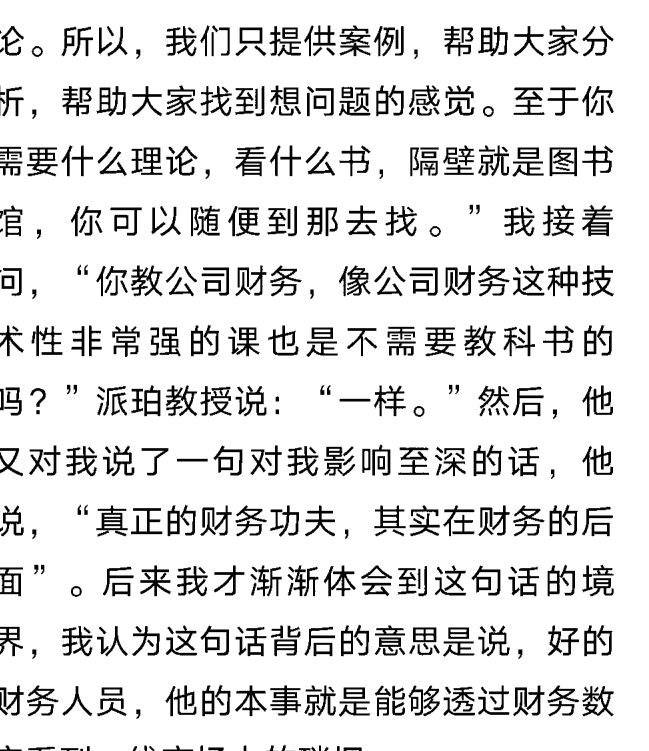 论。所以，我们只提供案例，帮助大家分
析，帮助大家找到想问题的感觉。至于你
需要什么理论，看什么书，隔壁就是图书
馆，你可以随便到那去找。”我接着
问，“你教公司财务，像公司财务这种技
术性非常强的课也是不需要教科书的
吗？”派珀教授说：“一样。”然后，他
又对我说了一句对我影响至深的话，他
说，“真正的财务功夫，其实在财务的后
面”。后来我才渐渐体会到这句话的境
界，我认为这句话背后的意思是说，好的
财务人员，他的本事就是能够透过财务数